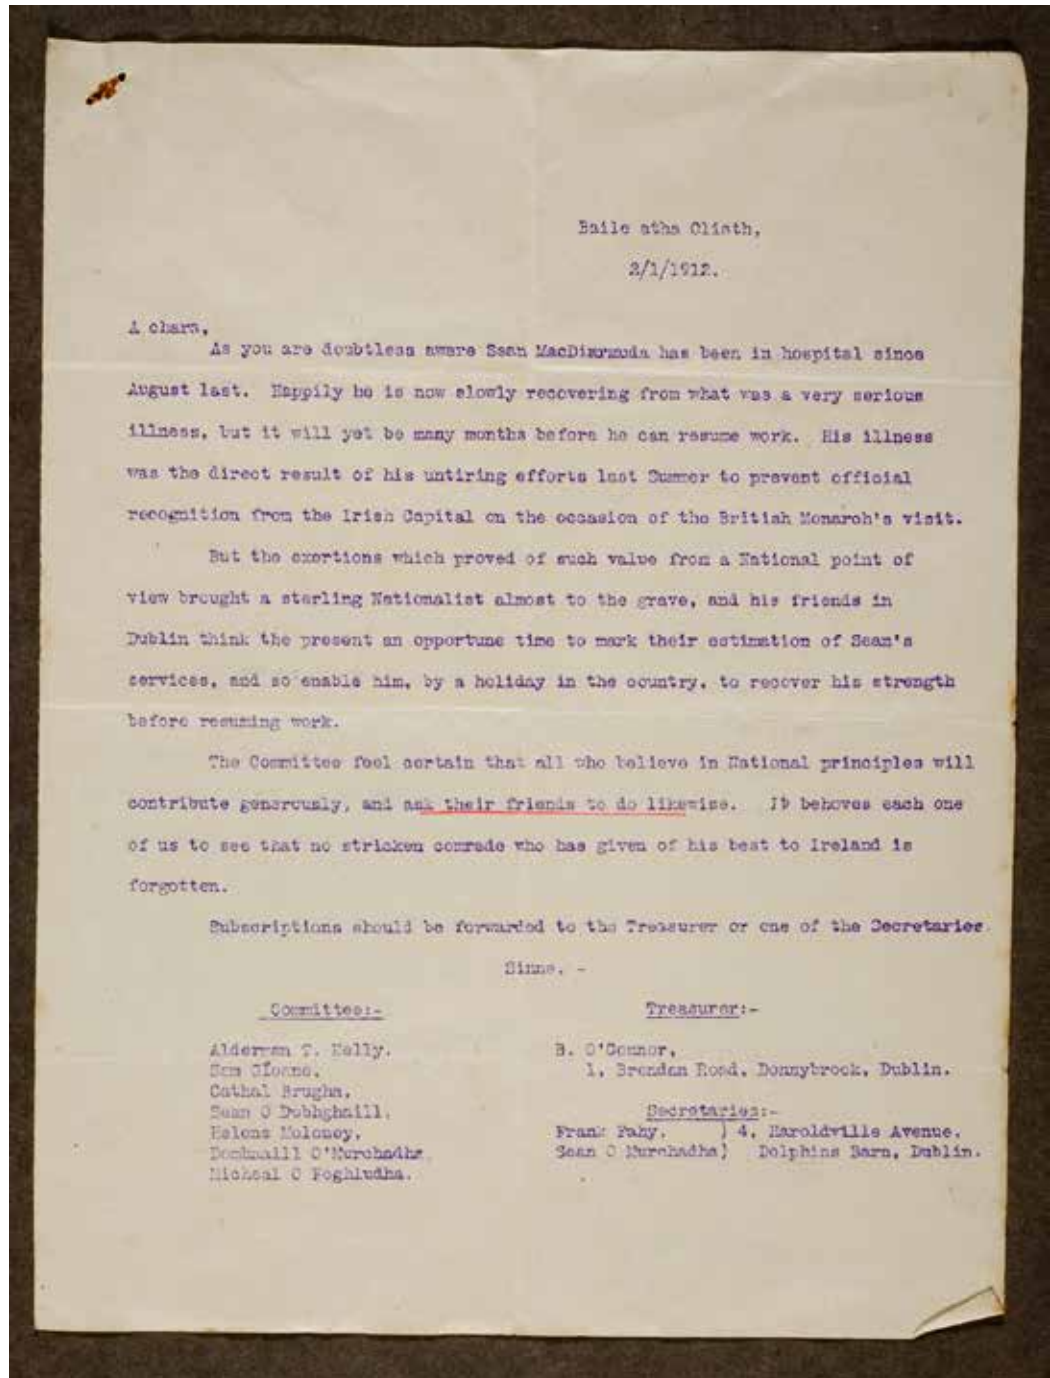 Baile atha Cliath,
2/1/1912.
A chara,
As you are doubtless aware Sean MacDiarmuda has been in hospital since
August last. Happily he is now slowly recovering from what was a very serious
illness, but it will yet be many months before he can resume work. His illness
was the direct result of his untiring efforts last Summer to prevent official
recognition from the Irish Capital on the occasion of the British Monarch's visit.
But the exertions which proved of such value from a National point of
view brought a sterling Nationalist almost to the grave, and his friends in
Dublin think the present an opportune time to mark their estimation of Sean's
services, and so enable him, by a holiday in the country, to recover his strength
before resuming work.
The Committee feel certain that all who believe in National principles will
contribute generously, and ask their friends to do likewise. It behoves each one
of us to see that no stricken comrade who has given of his best to Ireland is
forgotten.
Subscriptions should be forwarded to the Treasurer or one of the Secretaries.
Sinne, -
Committee:-
Alderman T. Kelly.
Cathal Brugha,
Sean O Dobhghaill,
Helena Moloney,
Domhnaill O'Murchadha.
Micheal O Foghludha.
Treasurer:-
B. O'Connor,
1, Brendan Road, Donnybrook, Dublin.
Secretaries:-
Frank Fahy. ) 4, Haroldville Avenue,
Sean O Murchadha) Dolphins Barn, Dublin.